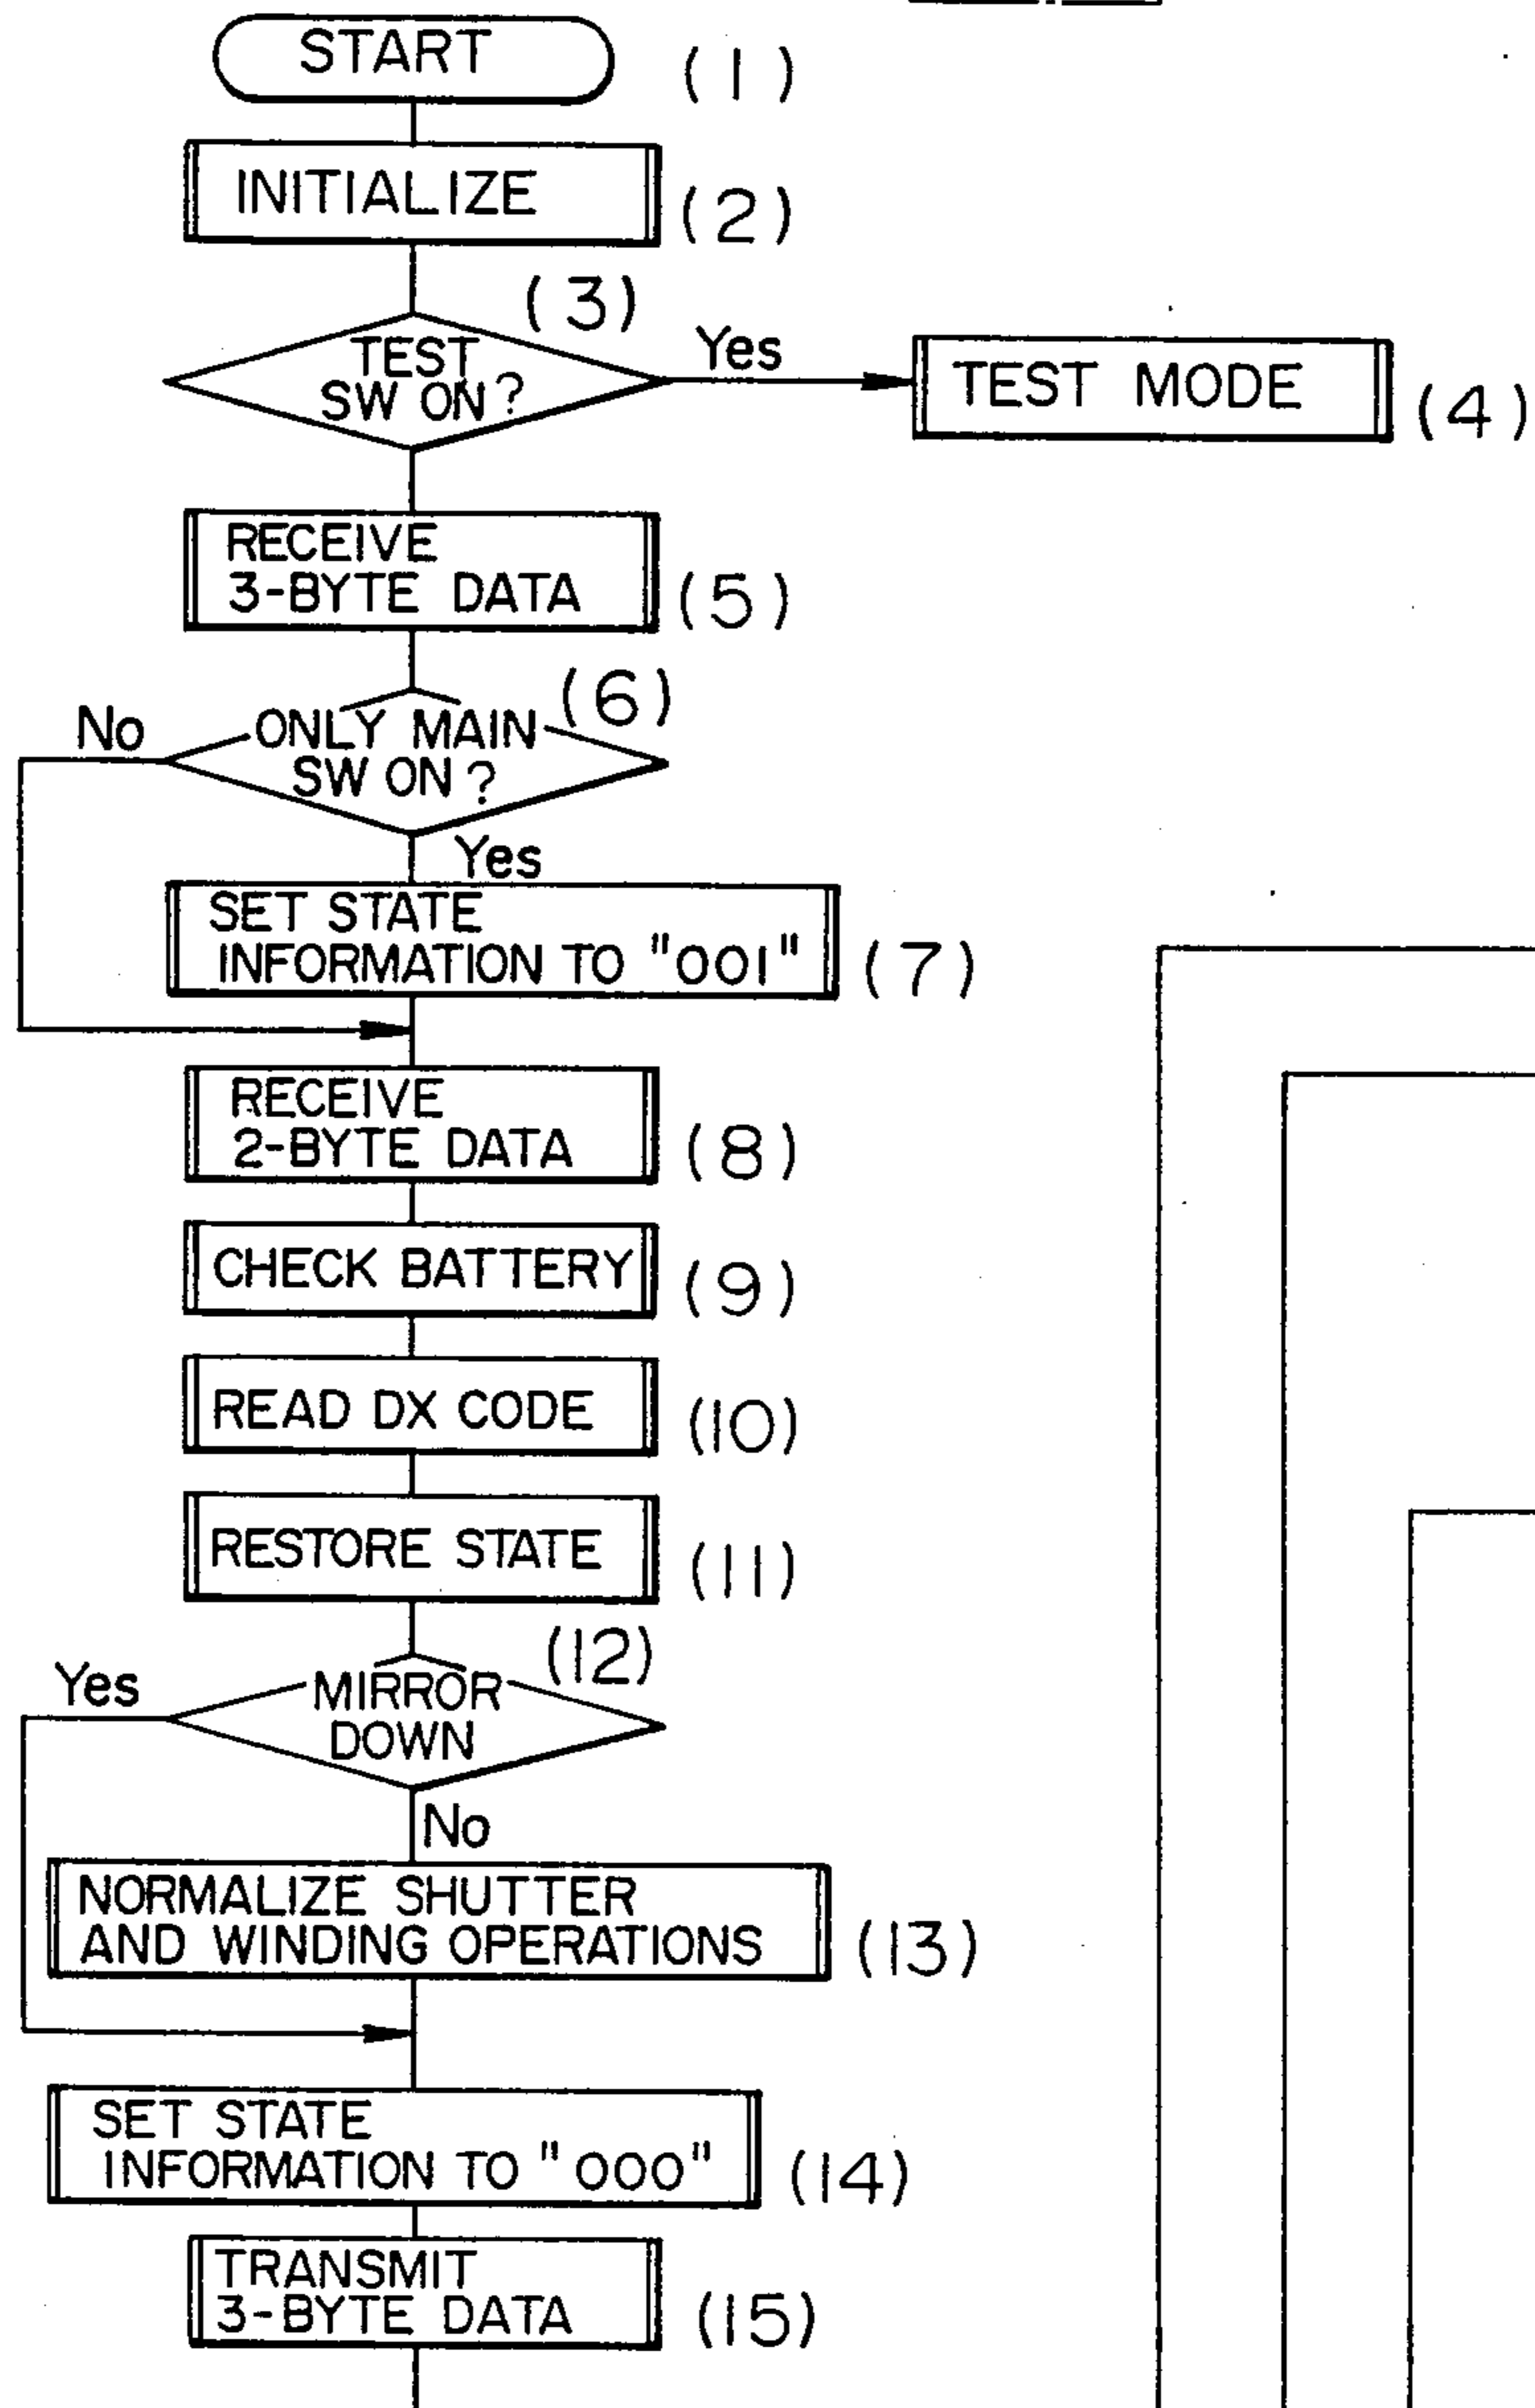 START
(1)
INITIALIZE
(2)
(3)
TEST
SW ON?
Yes
TEST MODE
(4)
RECEIVE
3-BYTE DATA
(5)
(6)
No
ONLY MAIN
SW ON?
Yes
SET STATE
INFORMATION TO "001"
(7)
RECEIVE
2-BYTE DATA
(8)
CHECK BATTERY
(9)
READ DX CODE
(10)
RESTORE STATE
(11)
(12)
Yes
MIRROR
DOWN
No
NORMALIZE SHUTTER
AND WINDING OPERATIONS
(13)
SET STATE
INFORMATION TO "000"
(14)
TRANSMIT
3-BYTE DATA
(15)